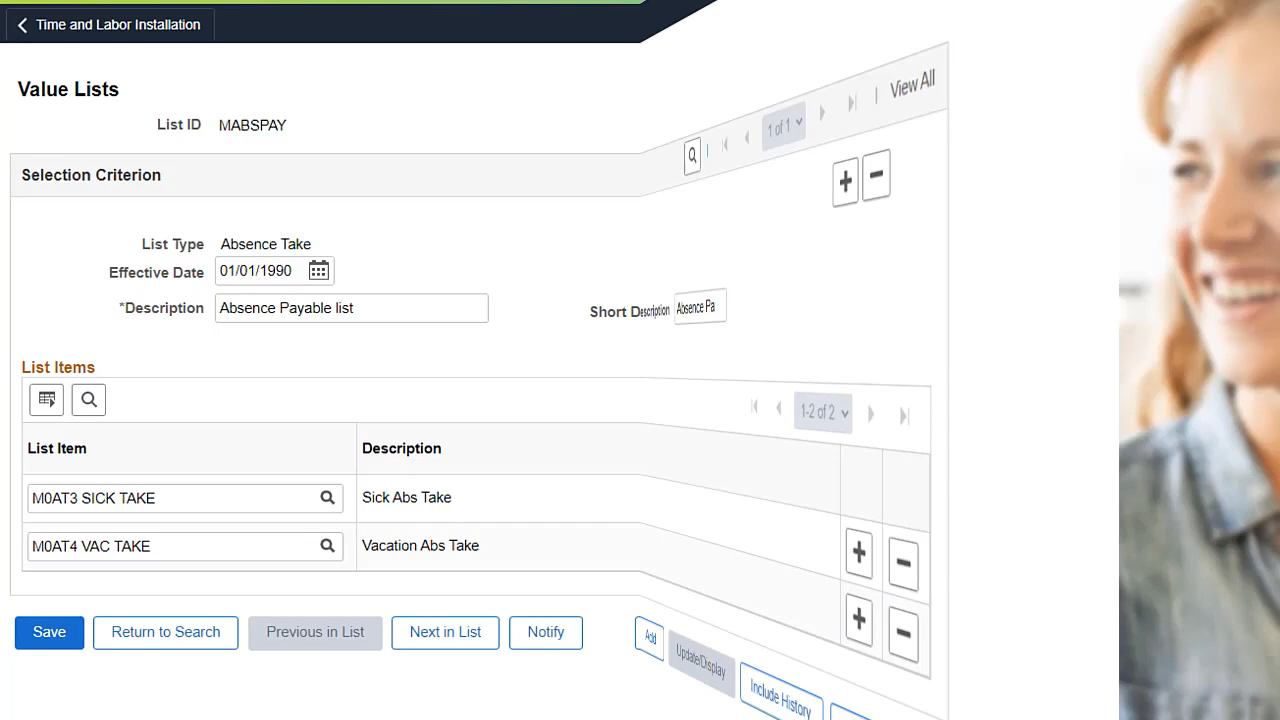 Time and Labor Installation
Value Lists
View All
1 of 1
List ID MABSPAY
Selection Criterion
List Type Absence Take
Effective Date 01/01/1990
*Description Absence Payable list
Short Description Absence Pa
List Items
1-2 of 2
List Item Description
M0AT3 SICK TAKE Sick Abs Take
M0AT4 VAC TAKE Vacation Abs Take
Save Return to Search Previous in List Next in List Notify Add Update/Display Include History